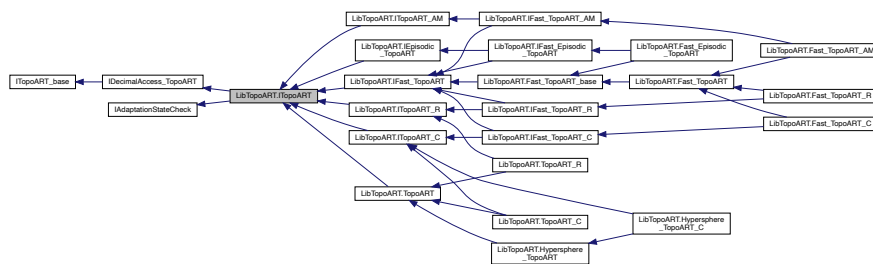 LibTopoART.ITopoART_AM
LibTopoART.IFast_TopoART_AM
LibTopoART.IEpisodic
_TopoART
LibTopoART.IFast_Episodic
_TopoART
LibTopoART.Fast_Episodic
_TopoART
LibTopoART.Fast_TopoART_AM
ITopoART_base
IDecimalAccess_TopoART
LibTopoART.IFast_TopoART
LibTopoART.Fast_TopoART_base
LibTopoART.Fast_TopoART
LibTopoART.ITopoART
LibTopoART.Fast_TopoART_R
IAdaptationStateCheck
LibTopoART.ITopoART_R
LibTopoART.IFast_TopoART_R
LibTopoART.Fast_TopoART_C
LibTopoART.ITopoART_C
LibTopoART.IFast_TopoART_C
LibTopoART.TopoART_R
LibTopoART.TopoART
LibTopoART.TopoART_C
LibTopoART.Hypersphere
_TopoART_C
LibTopoART.Hypersphere
_TopoART